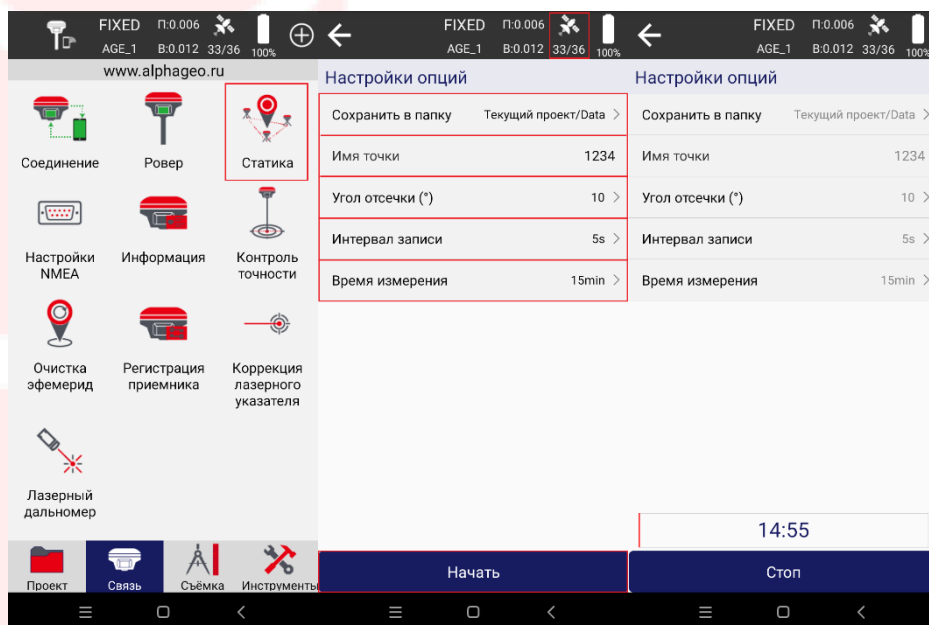 FIXED П:0.006
AGE_1 B:0.012 33/36 100%
www.alphageo.ru
Соединение
Ровер
Статика
Настройки
NMEA
Информация
Контроль
точности
Очистка
эфемерид
Регистрация
приемника
Коррекция
лазерного
указателя
Лазерный
дальномер
Проект
Связь
Съёмка
Инструменты
FIXED П:0.006
AGE_1 B:0.012 33/36 100%
Настройки опций
Сохранить в папку Текущий проект/Data >
Имя точки 1234
Угол отсечки (°) 10 >
Интервал записи 5s >
Время измерения 15min >
Начать
FIXED П:0.006
AGE_1 B:0.012 33/36 100%
Настройки опций
Сохранить в папку Текущий проект/Data >
Имя точки 1234
Угол отсечки (°) 10 >
Интервал записи 5s >
Время измерения 15min >
14:55
Стоп